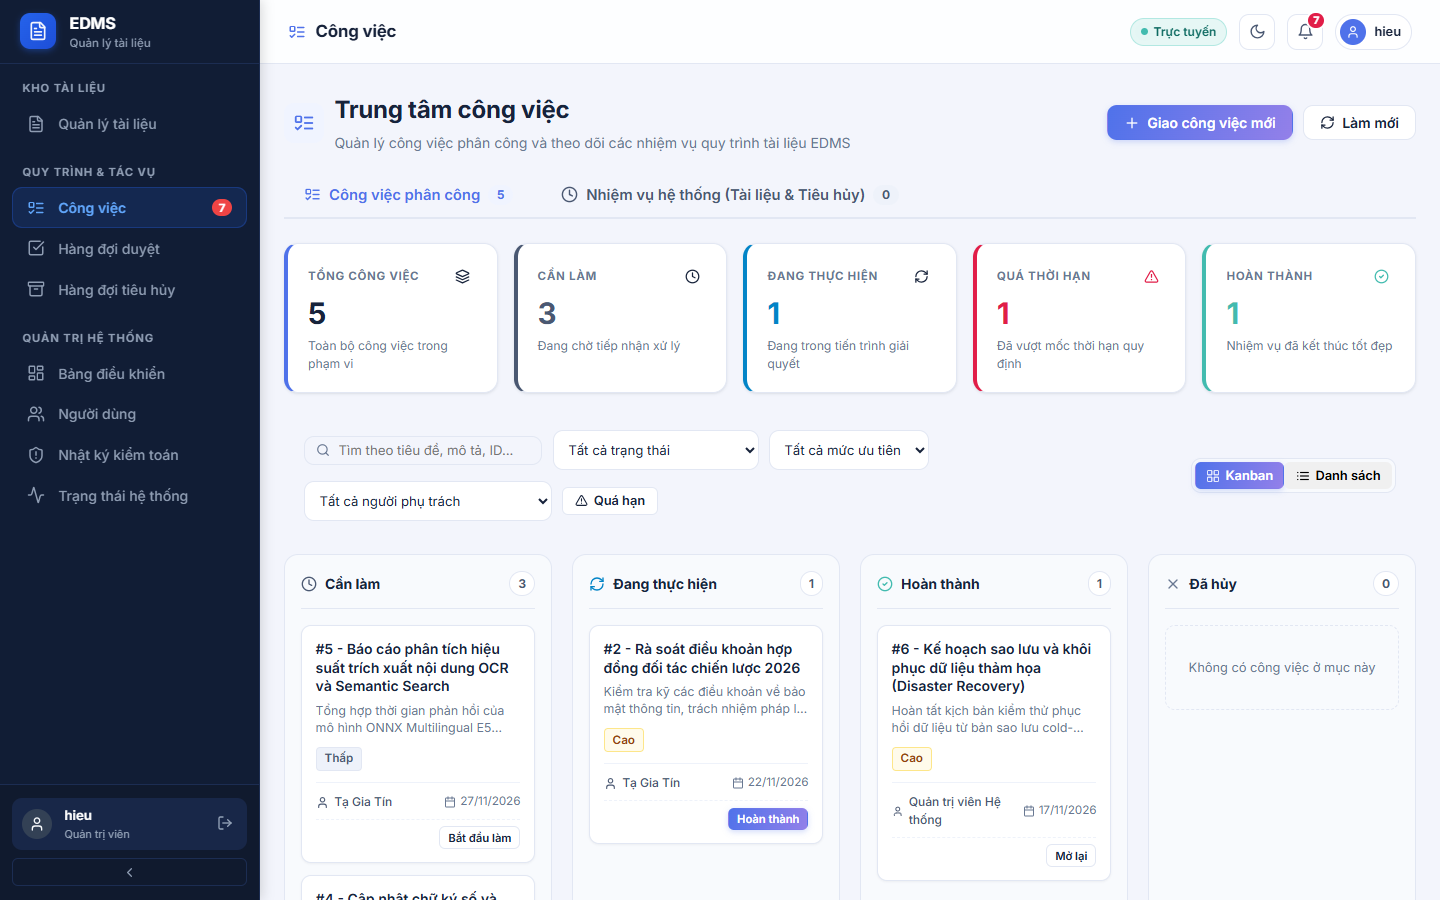 EDMS
Quản lý tài liệu
KHO TÀI LIỆU
Quản lý tài liệu
QUY TRÌNH & TÁC VỤ
Công việc
7
Hàng đợi duyệt
Hàng đợi tiêu hủy
QUẢN TRỊ HỆ THỐNG
Bảng điều khiển
Người dùng
Nhật ký kiểm toán
Trạng thái hệ thống
hieu
Quản trị viên
Công việc
Trực tuyến
7
hieu
Trung tâm công việc
Quản lý công việc phân công và theo dõi các nhiệm vụ quy trình tài liệu EDMS
Giao công việc mới
Làm mới
Công việc phân công 5
Nhiệm vụ hệ thống (Tài liệu & Tiêu hủy) 0
TỔNG CÔNG VIỆC
5
Toàn bộ công việc trong
phạm vi
CẦN LÀM
3
Đang chờ tiếp nhận xử lý
ĐANG THỰC HIỆN
1
Đang trong tiến trình giải
quyết
QUÁ THỜI HẠN
1
Đã vượt mốc thời hạn quy
định
HOÀN THÀNH
1
Nhiệm vụ đã kết thúc tốt đẹp
Tìm theo tiêu đề, mô tả, ID...
Tất cả trạng thái
Tất cả mức ưu tiên
Tất cả người phụ trách
Quá hạn
Kanban
Danh sách
Cần làm
3
#5 - Báo cáo phân tích hiệu
suất trích xuất nội dung OCR
và Semantic Search
Tổng hợp thời gian phản hồi của
mô hình ONNX Multilingual E5...
Thấp
Tạ Gia Tín
27/11/2026
Bắt đầu làm
#4 - Cập nhật chữ ký số và
Đang thực hiện
1
#2 - Rà soát điều khoản hợp
đồng đối tác chiến lược 2026
Kiểm tra kỹ các điều khoản về bảo
mật thông tin, trách nhiệm pháp l...
Cao
Tạ Gia Tín
22/11/2026
Hoàn thành
Hoàn thành
1
#6 - Kế hoạch sao lưu và khôi
phục dữ liệu thảm họa
(Disaster Recovery)
Hoàn tất kịch bản kiểm thử phục
hồi dữ liệu từ bản sao lưu cold-...
Cao
Quản trị viên Hệ
thống
17/11/2026
Mở lại
Đã hủy
0
Không có công việc ở mục này